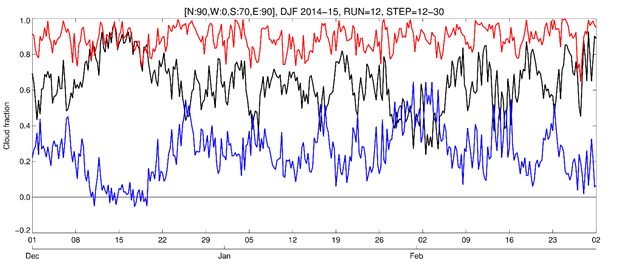 [N:90,W:0,S:70,E:90], DJF 2014−15, RUN=12, STEP=12−30
1.0
0.8
0.6
0.4
0.2
0.0
−0.2
Cloud fraction
01 08 15 22 29 05 12 19 26 02 09 16 23 02
Dec Jan Feb